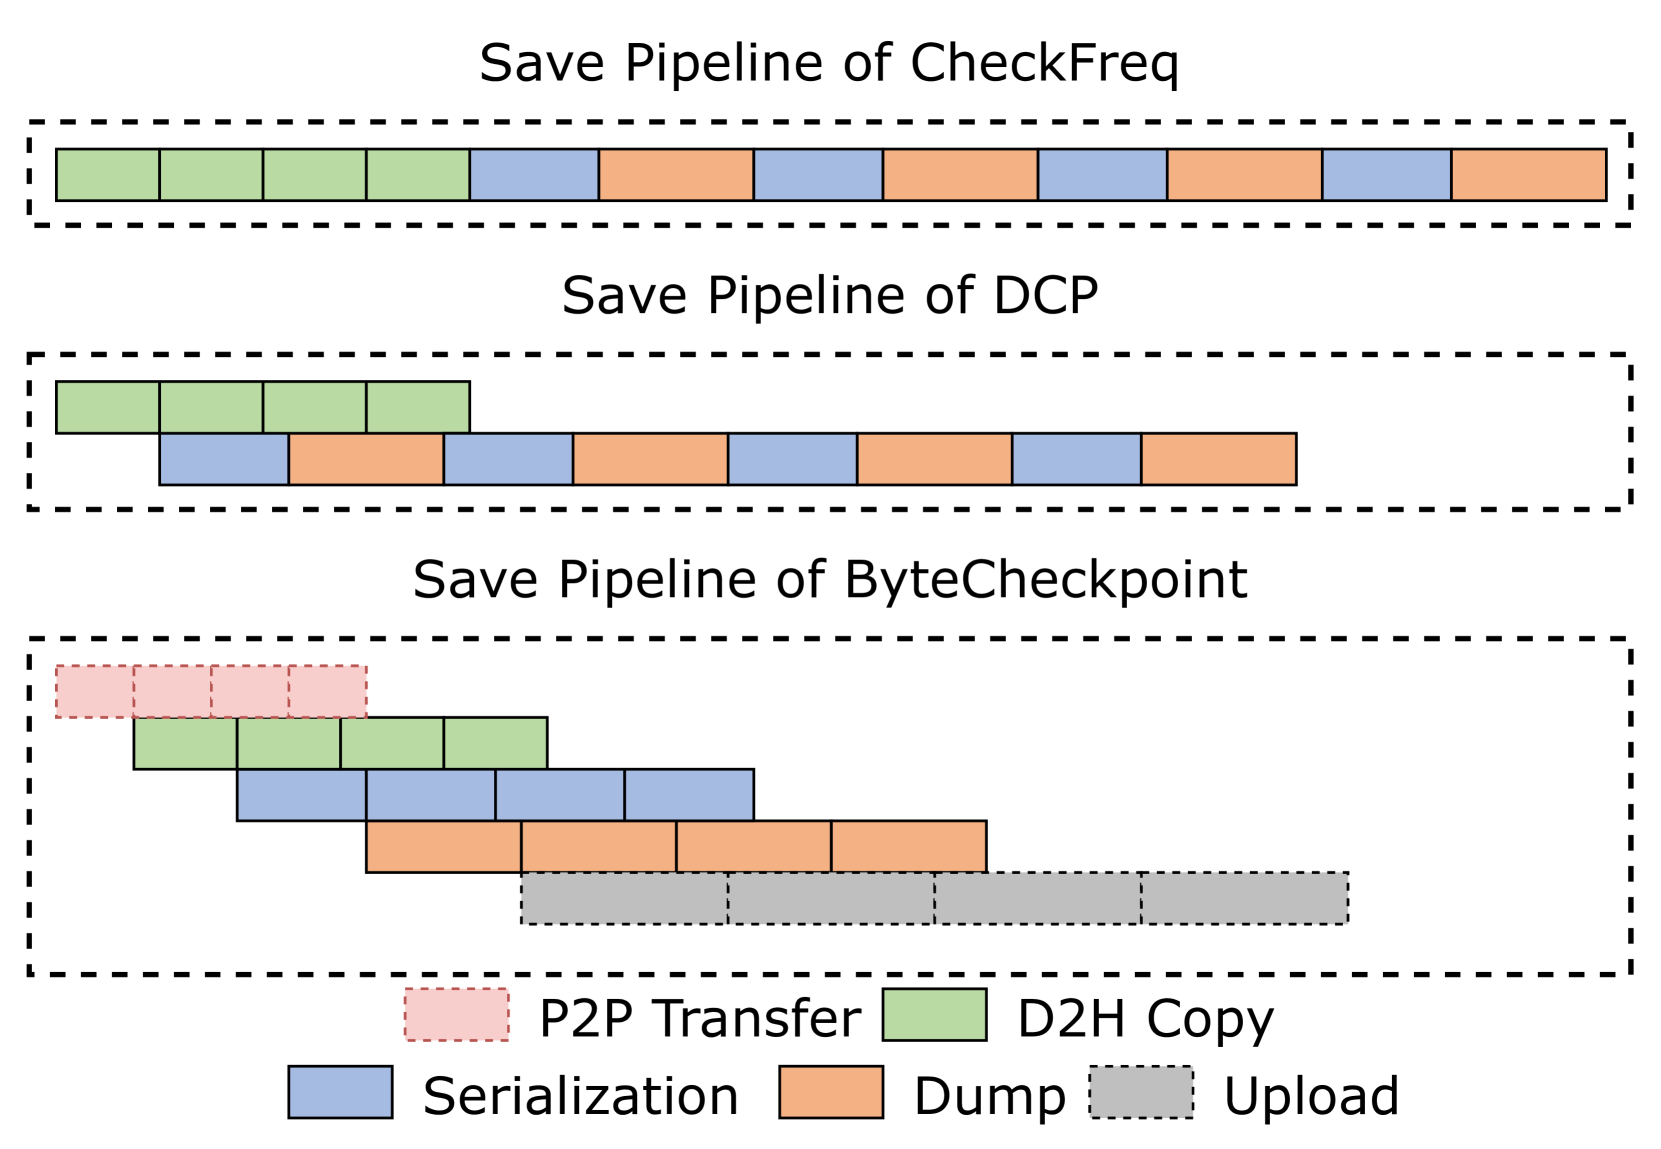 Save Pipeline of CheckFreq
Save Pipeline of DCP
Save Pipeline of ByteCheckpoint
P2P Transfer D2H Copy
Serialization Dump Upload